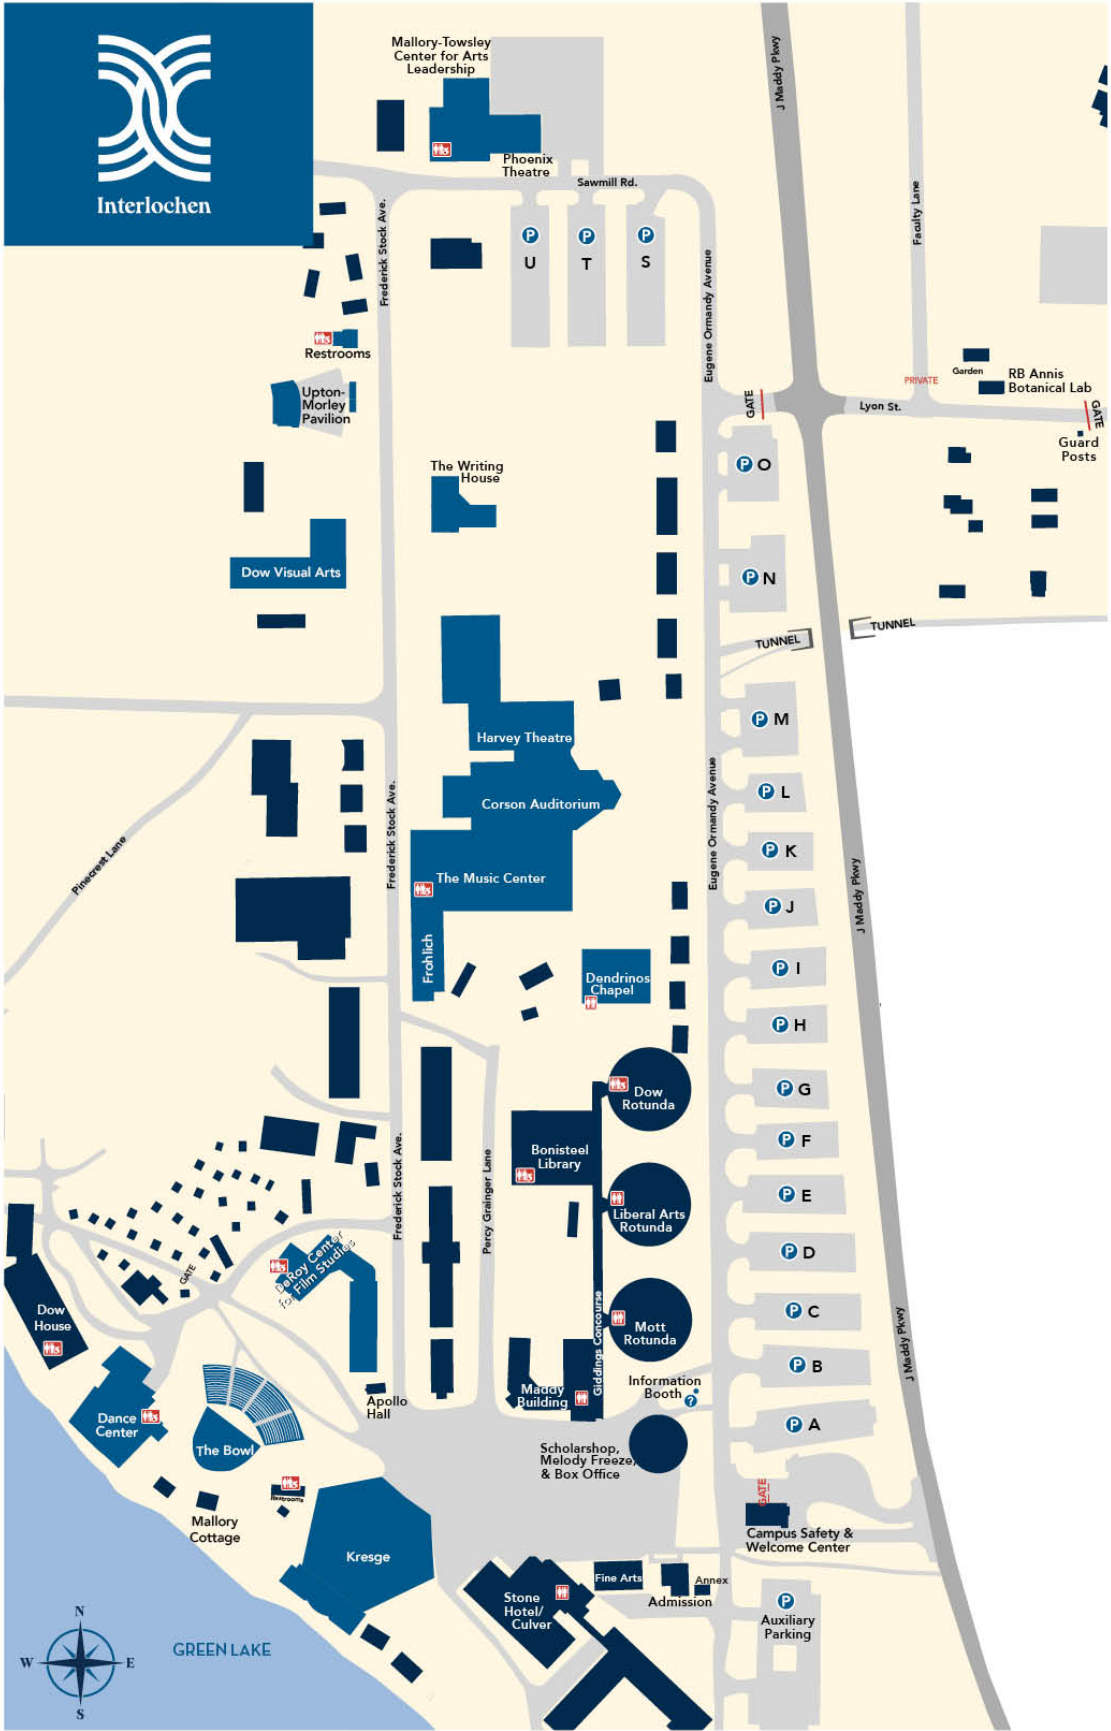 Interlochen
Mallory-Towsley
Center for Arts
Leadership
Phoenix
Theatre
Sawmill Rd.
J Maddy Pkwy
Faculty Lane
Frederick Stock Ave.
P
U
P
T
P
S
Eugene Ormandy Avenue
Restrooms
Upton-
Morley
Pavilion
GATE
PRIVATE
Lyon St.
Garden
RB Annis
Botanical Lab
GATE
Guard
Posts
The Writing
House
P O
Dow Visual Arts
P N
TUNNEL
TUNNEL
P M
Harvey Theatre
Corson Auditorium
Eugene Ormandy Avenue
P L
Frederick Stock Ave.
Pinecrest Lane
P K
The Music Center
J Maddy Pkwy
P J
Frohlich
Dendrinos
Chapel
P I
P H
Dow
Rotunda
P G
Bonisteel
Library
P F
Frederick Stock Ave.
Percy Grainger Lane
Liberal Arts
Rotunda
P E
DeRoy Center
for Film Studies
GATE
P D
Dow
House
Giddings Concourse
Mott
Rotunda
P C
J Maddy Pkwy
P B
Information
Booth
?
Apollo
Hall
Maddy
Building
Dance
Center
The Bowl
P A
Scholarshop,
Melody Freeze,
& Box Office
Restrooms
Mallory
Cottage
GATE
Campus Safety &
Welcome Center
Kresge
Stone
Hotel/
Culver
Fine Arts
Annex
Admission
P
Auxiliary
Parking
GREEN LAKE
N
W
E
S